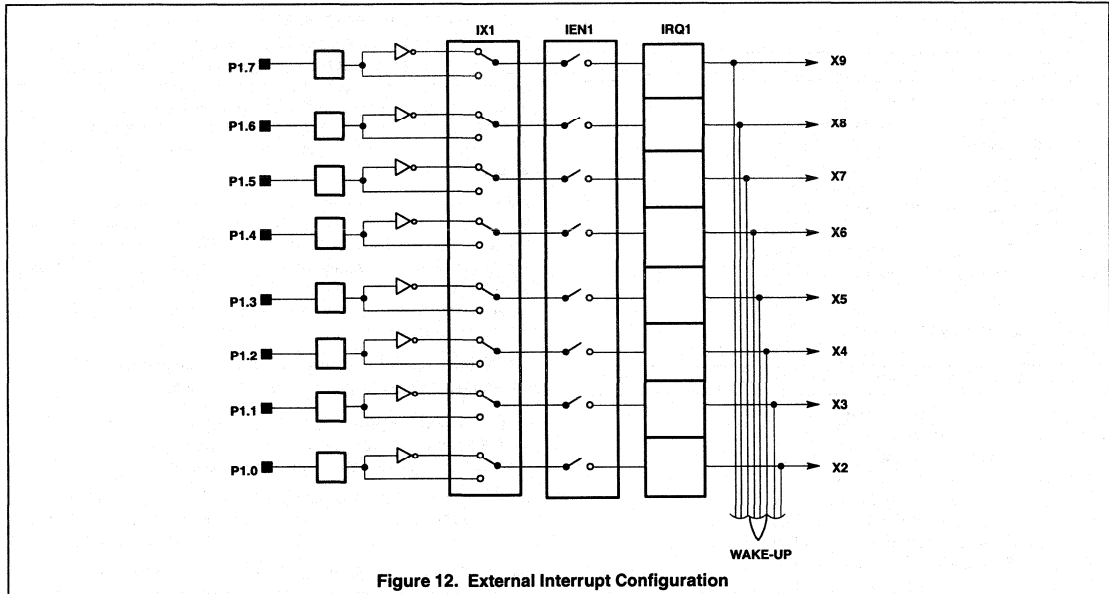 IX1 IEN1 IRQ1
P1.7 X9
P1.6 X8
P1.5 X7
P1.4 X6
P1.3 X5
P1.2 X4
P1.1 X3
P1.0 X2
WAKE-UP
Figure 12. External Interrupt Configuration